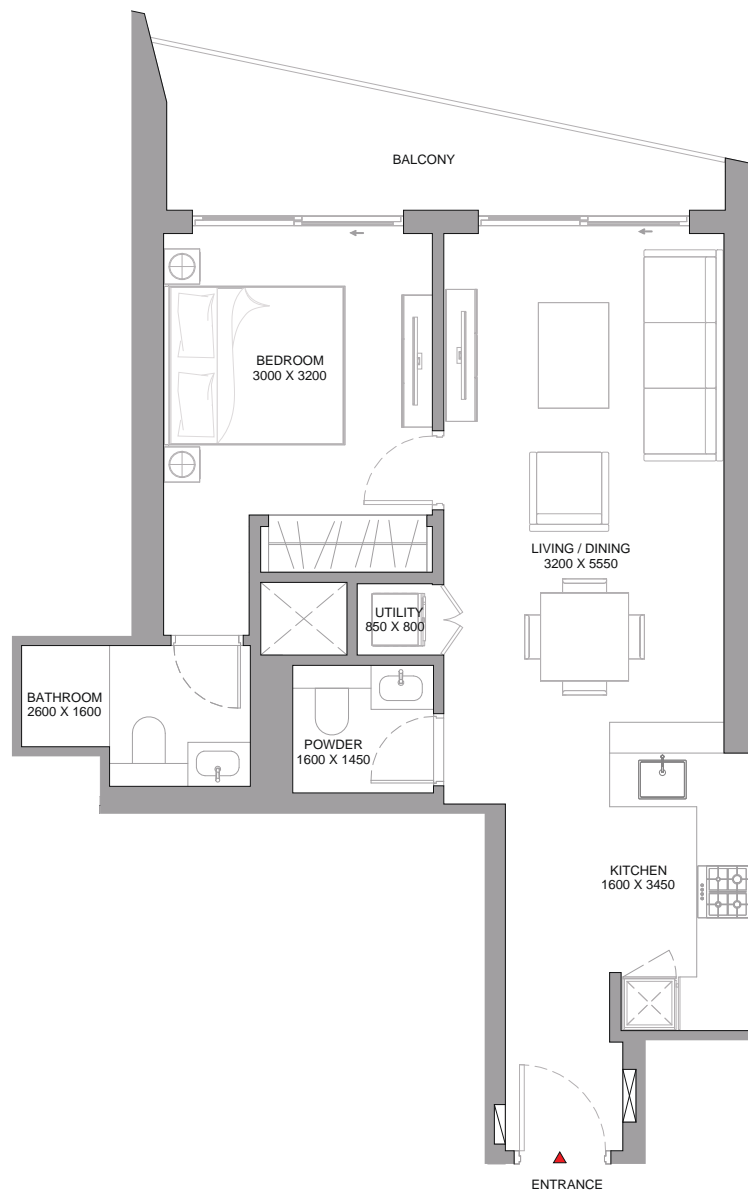 BALCONY
BEDROOM
3000 X 3200
LIVING / DINING
3200 X 5550
UTILITY
850 X 800
BATHROOM
2600 X 1600
POWDER
1600 X 1450
KITCHEN
1600 X 3450
ENTRANCE